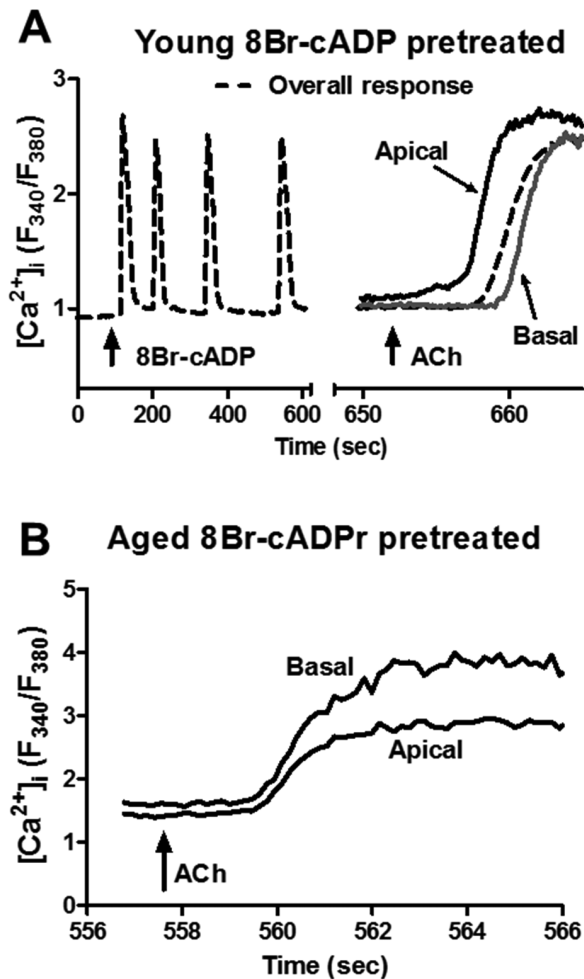 A
Young 8Br-cADP pretreated
Overall response
[Ca²⁺]ᵢ (F₃₄₀/F₃₈₀)
3
2
1
Apical
Basal
8Br-cADP
ACh
0 200 400 600
650 660
Time (sec)
Time (sec)
B
Aged 8Br-cADPr pretreated
[Ca²⁺]ᵢ (F₃₄₀/F₃₈₀)
5
4
3
2
1
0
Basal
Apical
ACh
556 558 560 562 564 566
Time (sec)